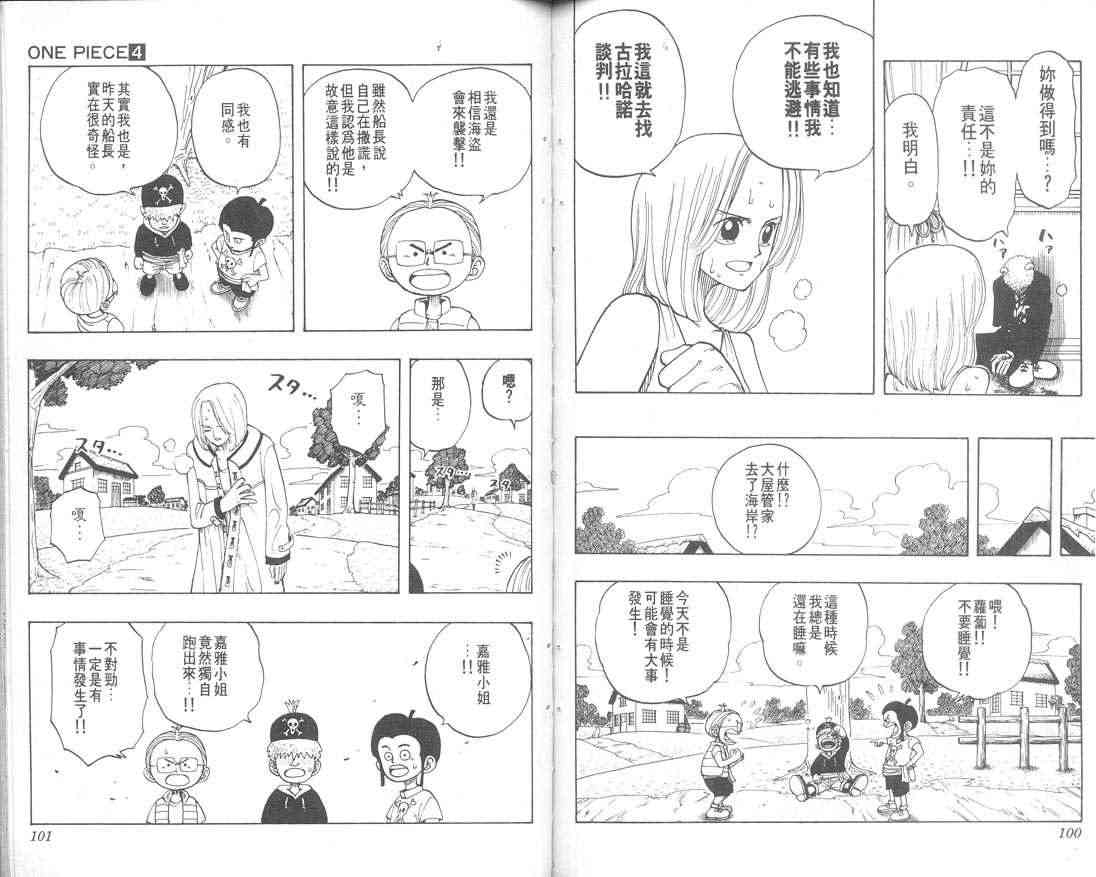 妳做得到嗎…?
這不是妳的
責任…!!
我明白。
ハァ
ハァ
我也知道…
有些事情我
不能逃避!!
我這就去找
古拉哈諾
談判!!
什麼!?
大屋管家
去了海岸!?
喂!
蘿蔔!!
不要睡覺!!
這種時候
我總是
還在睡嘛。
今天不是
睡覺的時候!
可能會有大事
發生!
100
ONE PIECE 4
我還是
相信海盜
會來襲擊!!
雖然船長說
自己在撒謊,
但我認爲他是
故意這樣說的!!
我也有
同感。
其實我也是,
昨天的船長
實在很奇怪。
嗯?
那是…
スタ…
嗄…
スタ…
スタ…
嗄…
嘉雅小姐
…!!
嘉雅小姐
竟然獨自
跑出來…!!
不對勁…
一定是有
事情發生了!!
101